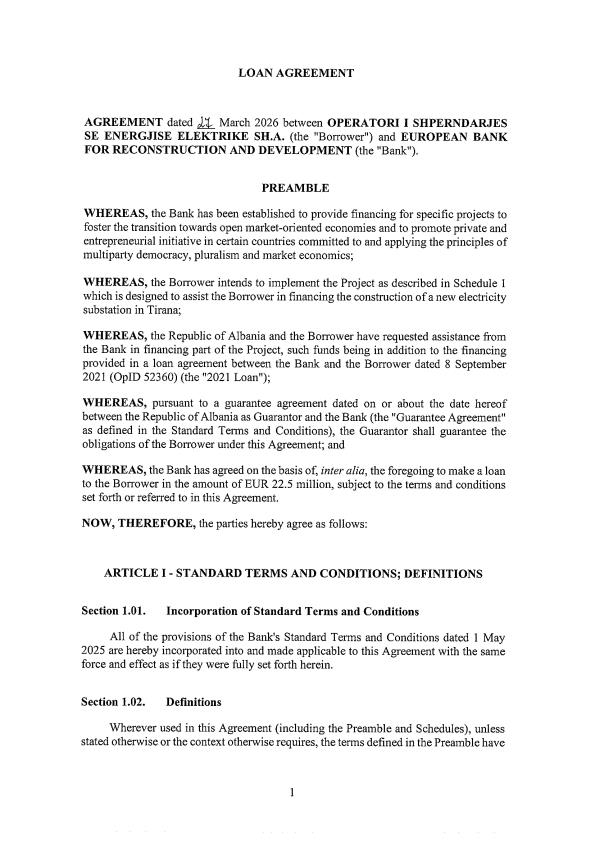 LOAN AGREEMENT
AGREEMENT dated 27 March 2026 between OPERATORI I SHPERNDARJES
SE ENERGJISE ELEKTRIKE SH.A. (the "Borrower") and EUROPEAN BANK
FOR RECONSTRUCTION AND DEVELOPMENT (the "Bank").
PREAMBLE
WHEREAS, the Bank has been established to provide financing for specific projects to
foster the transition towards open market-oriented economies and to promote private and
entrepreneurial initiative in certain countries committed to and applying the principles of
multiparty democracy, pluralism and market economics;
WHEREAS, the Borrower intends to implement the Project as described in Schedule 1
which is designed to assist the Borrower in financing the construction of a new electricity
substation in Tirana;
WHEREAS, the Republic of Albania and the Borrower have requested assistance from
the Bank in financing part of the Project, such funds being in addition to the financing
provided in a loan agreement between the Bank and the Borrower dated 8 September
2021 (OpID 52360) (the "2021 Loan");
WHEREAS, pursuant to a guarantee agreement dated on or about the date hereof
between the Republic of Albania as Guarantor and the Bank (the "Guarantee Agreement"
as defined in the Standard Terms and Conditions), the Guarantor shall guarantee the
obligations of the Borrower under this Agreement; and
WHEREAS, the Bank has agreed on the basis of, inter alia, the foregoing to make a loan
to the Borrower in the amount of EUR 22.5 million, subject to the terms and conditions
set forth or referred to in this Agreement.
NOW, THEREFORE, the parties hereby agree as follows:
ARTICLE I - STANDARD TERMS AND CONDITIONS; DEFINITIONS
Section 1.01. Incorporation of Standard Terms and Conditions
All of the provisions of the Bank's Standard Terms and Conditions dated 1 May
2025 are hereby incorporated into and made applicable to this Agreement with the same
force and effect as if they were fully set forth herein.
Section 1.02. Definitions
Wherever used in this Agreement (including the Preamble and Schedules), unless
stated otherwise or the context otherwise requires, the terms defined in the Preamble have
1